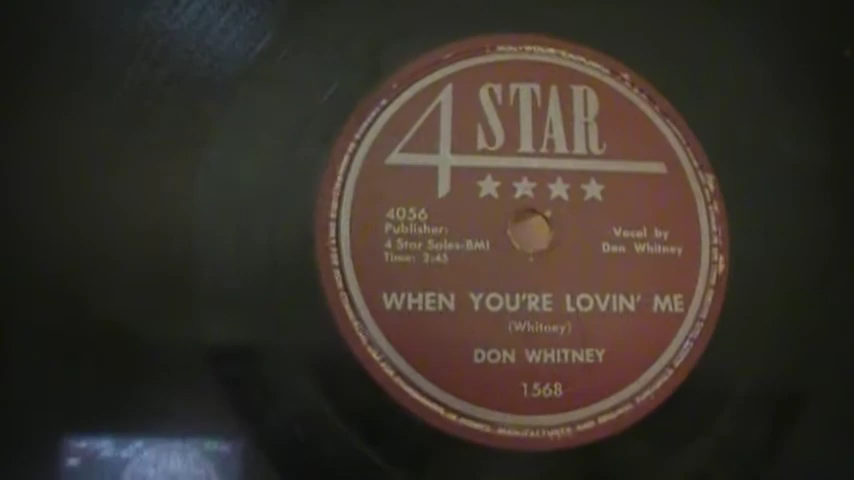 4 STAR
4056
Publisher:
4 Star Sales-BMI
Time: 2:45
Vocal by
Don Whitney
WHEN YOU'RE LOVIN' ME
(Whitney)
DON WHITNEY
1568